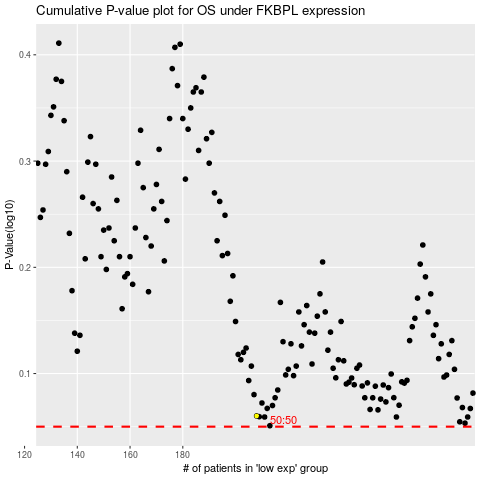 Cumulative P-value plot for OS under FKBPL expression
P-Value(log10)
0.4
0.3
0.2
0.1
50:50
120 140 160 180
# of patients in 'low exp' group